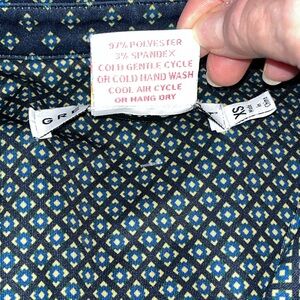 97% POLYESTER
3% SPANDEX
COLD GENTLE CYCLE
OR COLD HAND WASH
COOL AIR CYCLE
OR HANG DRY
G R
XS